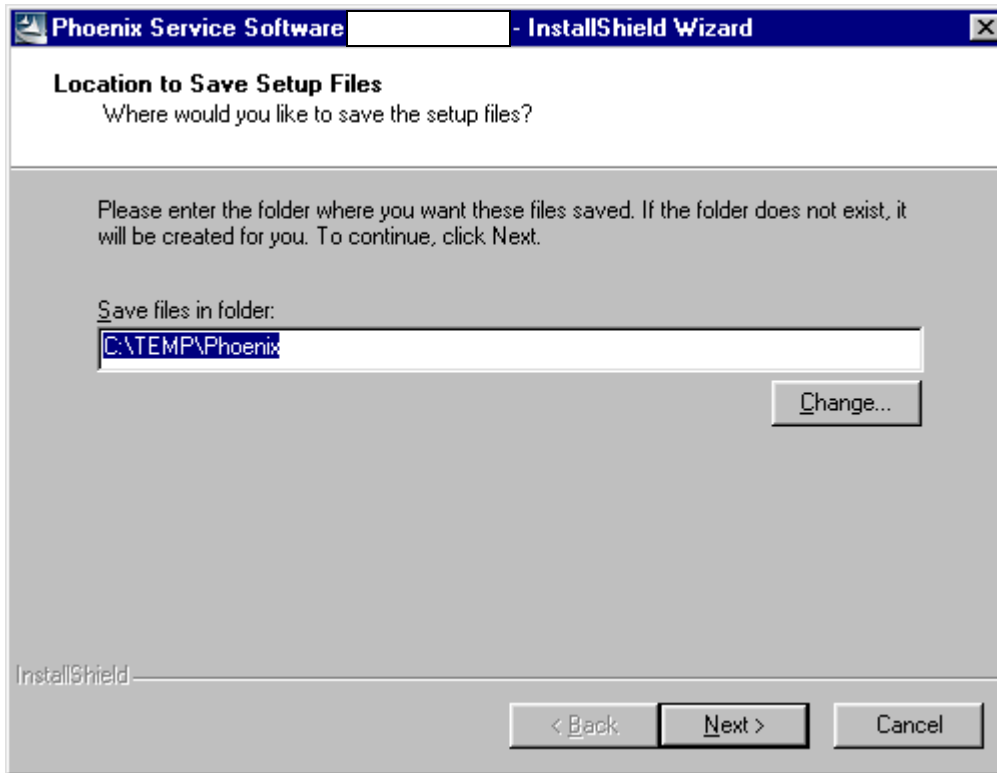 Phoenix Service Software - InstallShield Wizard
Location to Save Setup Files
Where would you like to save the setup files?
Please enter the folder where you want these files saved. If the folder does not exist, it
will be created for you. To continue, click Next.
Save files in folder:
C:\TEMP\Phoenix
Change...
InstallShield
< Back
Next >
Cancel